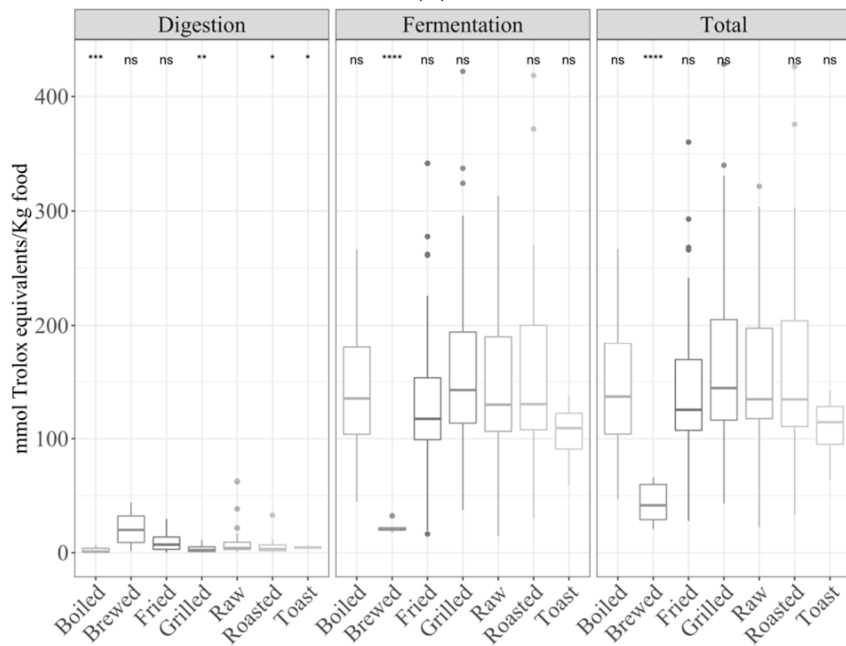 Digestion Fermentation Total
*** ns ns ** * * ns **** ns ns ns ns ns **** ns ns ns ns
400
300
200
100
0
mmol Trolox equivalents/Kg food
Boiled Brewed Fried Grilled Raw Roasted Toast Boiled Brewed Fried Grilled Raw Roasted Toast Boiled Brewed Fried Grilled Raw Roasted Toast